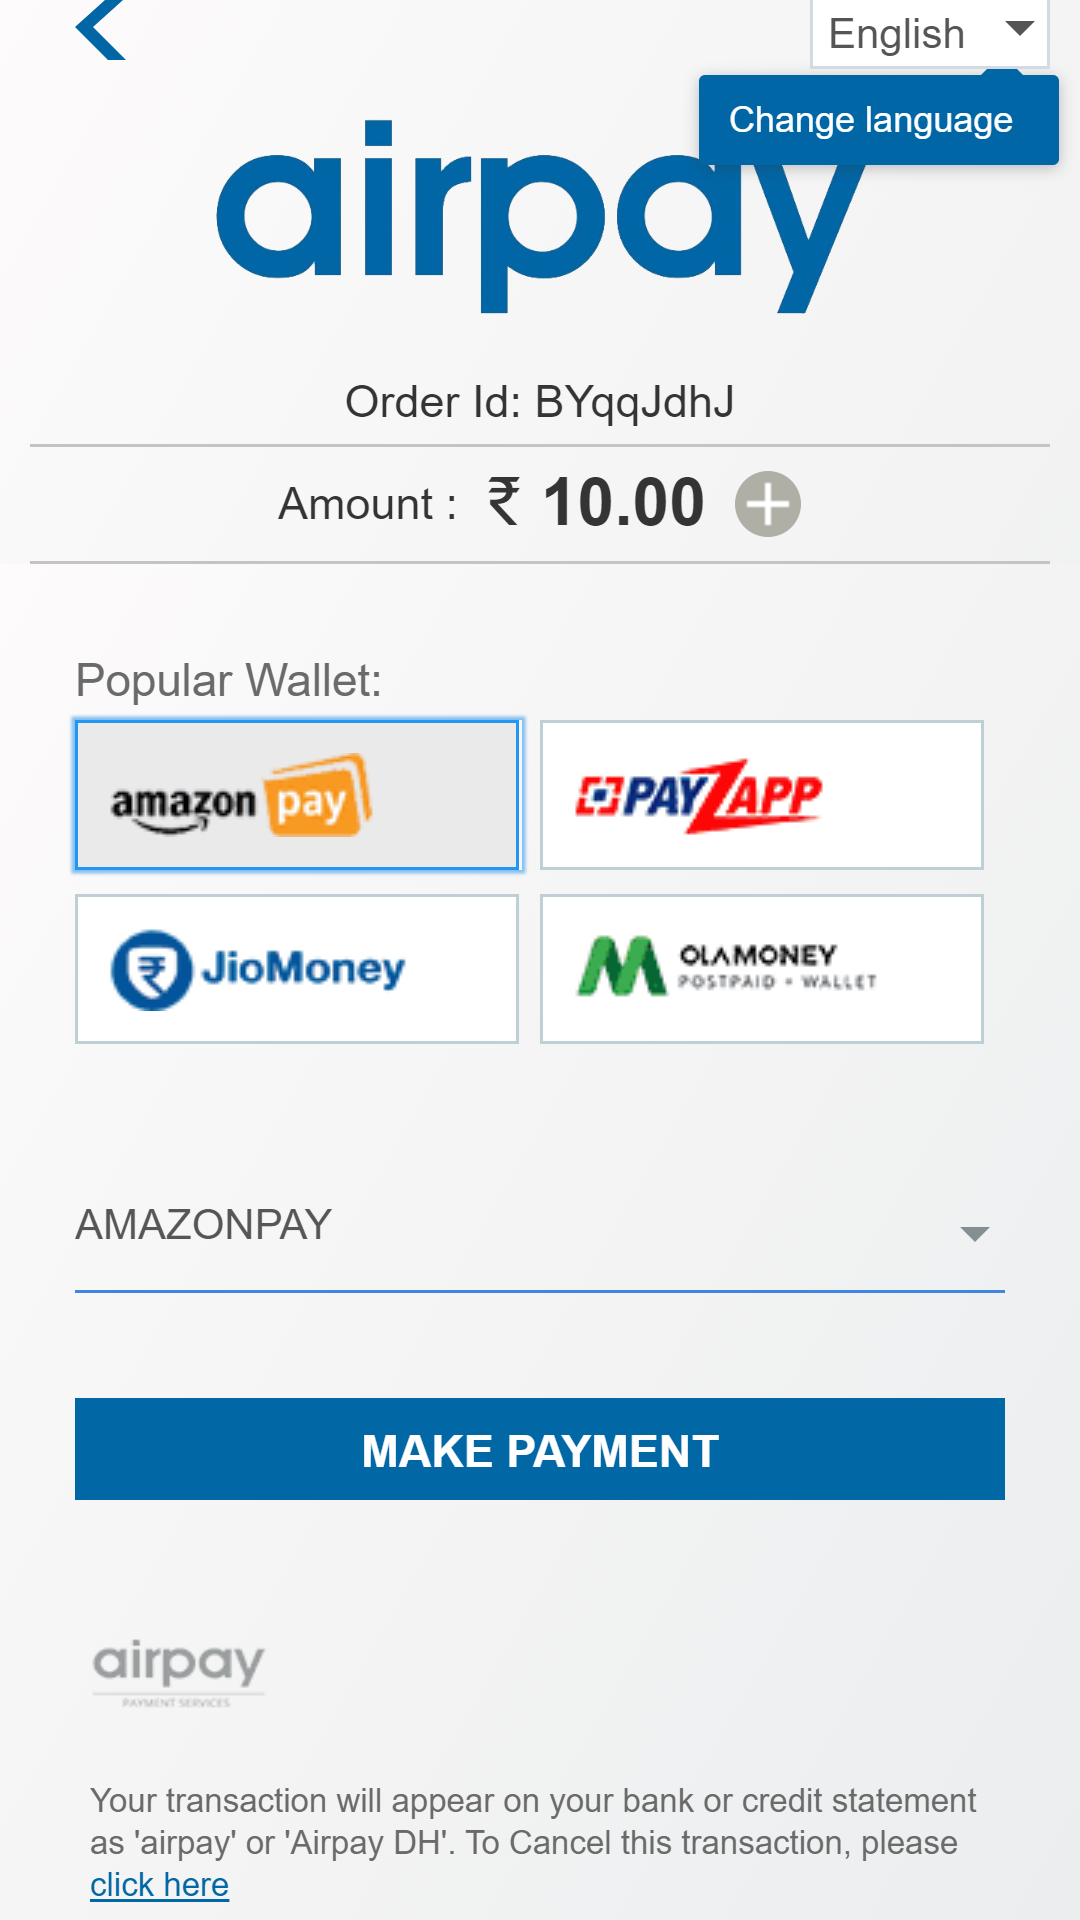 English
Change language
airpay
Order Id: BYqqJdhJ
Amount : ₹ 10.00
Popular Wallet:
amazon pay
PAYZAPP
JioMoney
OLAMONEY
POSTPAID + WALLET
AMAZONPAY
MAKE PAYMENT
airpay
PAYMENT SERVICES
Your transaction will appear on your bank or credit statement
as 'airpay' or 'Airpay DH'. To Cancel this transaction, please
click here